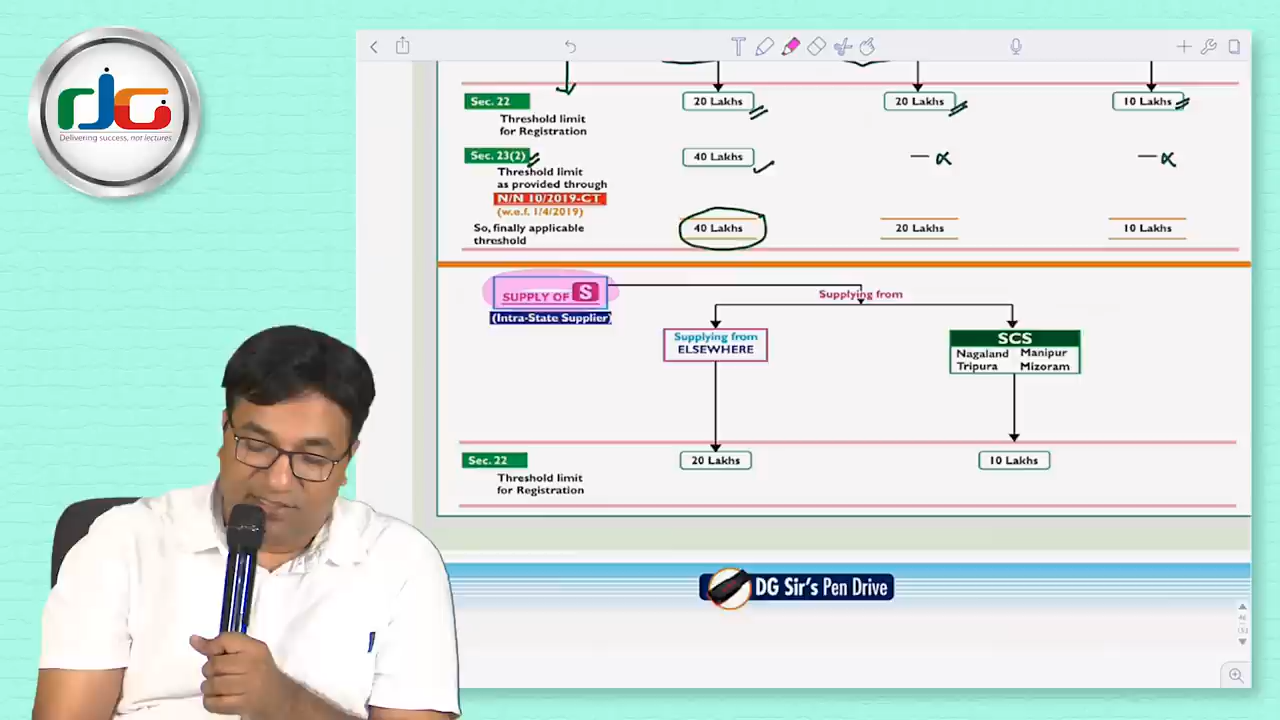 Delivering success, not lectures
Sec. 22
20 Lakhs
20 Lakhs
10 Lakhs
Threshold limit
for Registration
Sec. 23(2)
40 Lakhs
Threshold limit
as provided through
N/N 10/2019-CT
(w.e.f. 1/4/2019)
So, finally applicable
threshold
40 Lakhs
20 Lakhs
10 Lakhs
SUPPLY OF S
(Intra-State Supplier)
Supplying from
Supplying from
ELSEWHERE
SCS
Nagaland Manipur
Tripura Mizoram
Sec. 22
20 Lakhs
10 Lakhs
Threshold limit
for Registration
DG Sir's Pen Drive